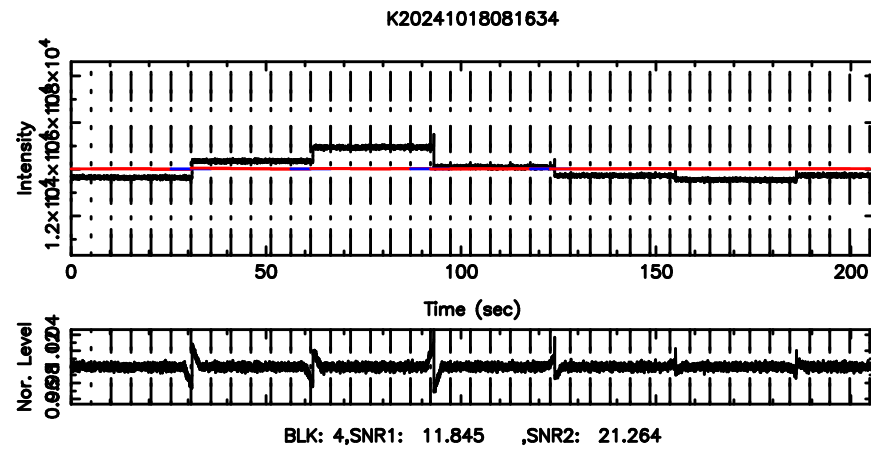 K20241018081634
Intensity
0
50
100
150
200
Time (sec)
Nor. Level
BLK: 4,SNR1: 11.845 ,SNR2: 21.264